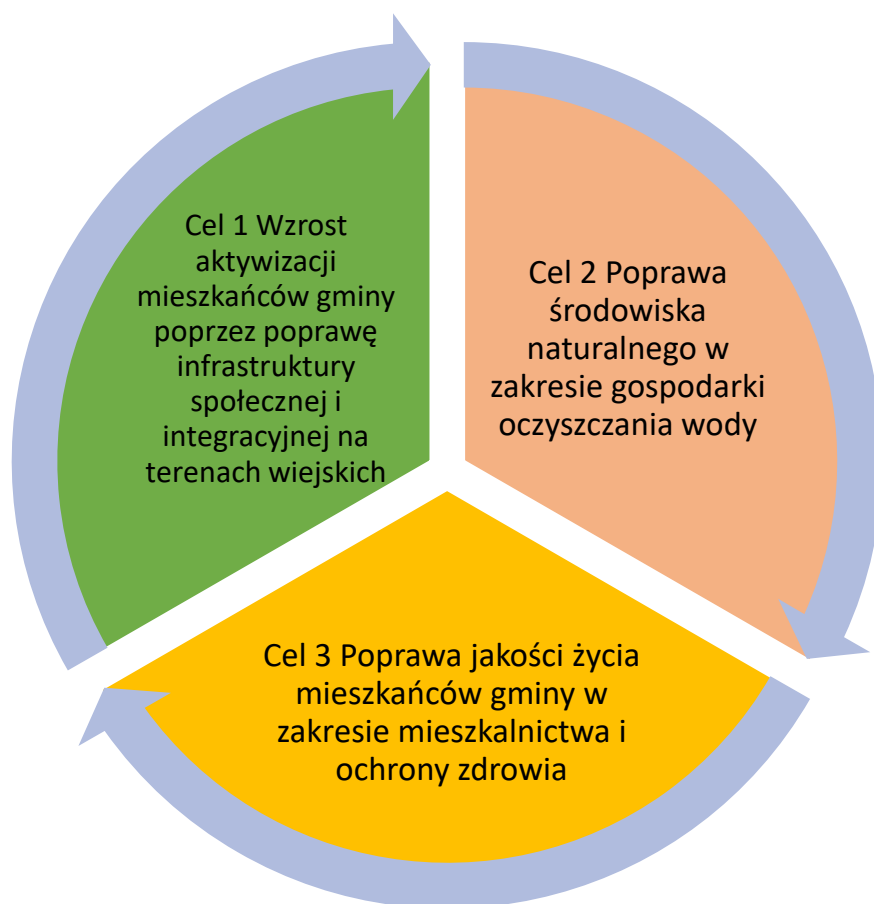 Cel 1 Wzrost
aktywizacji
mieszkańców gminy
poprzez poprawę
infrastruktury
społecznej i
integracyjnej na
terenach wiejskich
Cel 2 Poprawa
środowiska
naturalnego w
zakresie gospodarki
oczyszczania wody
Cel 3 Poprawa jakości życia
mieszkańców gminy w
zakresie mieszkalnictwa i
ochrony zdrowia